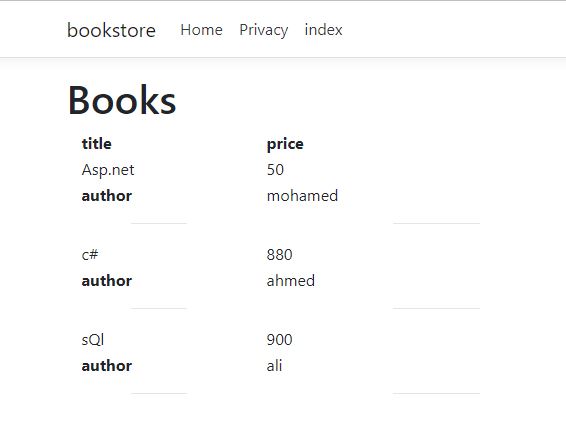 bookstore Home Privacy index
Books
title price
Asp.net 50
author mohamed
c# 880
author ahmed
sQl 900
author ali